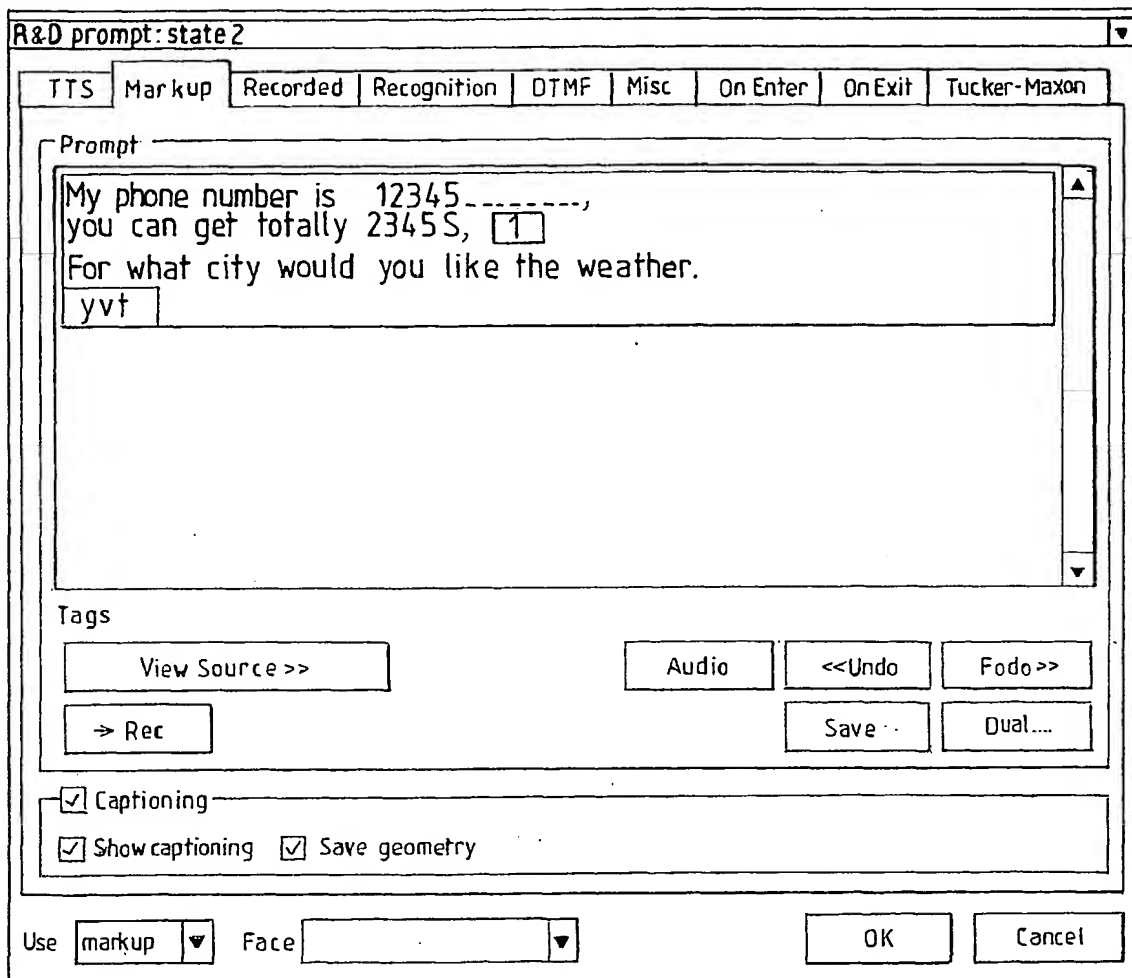 R&D prompt: state 2
TTS Markup Recorded Recognition DTMF Misc On Enter On Exit Tucker-Maxon
Prompt
My phone number is 12345--------,
you can get totally 2345S, 1
For what city would you like the weather.
yvt
Tags
View Source >> Audio <<Undo Fodo >>
→ Rec Save Dual....
Captioning
Show captioning Save geometry
Use markup Face OK Cancel